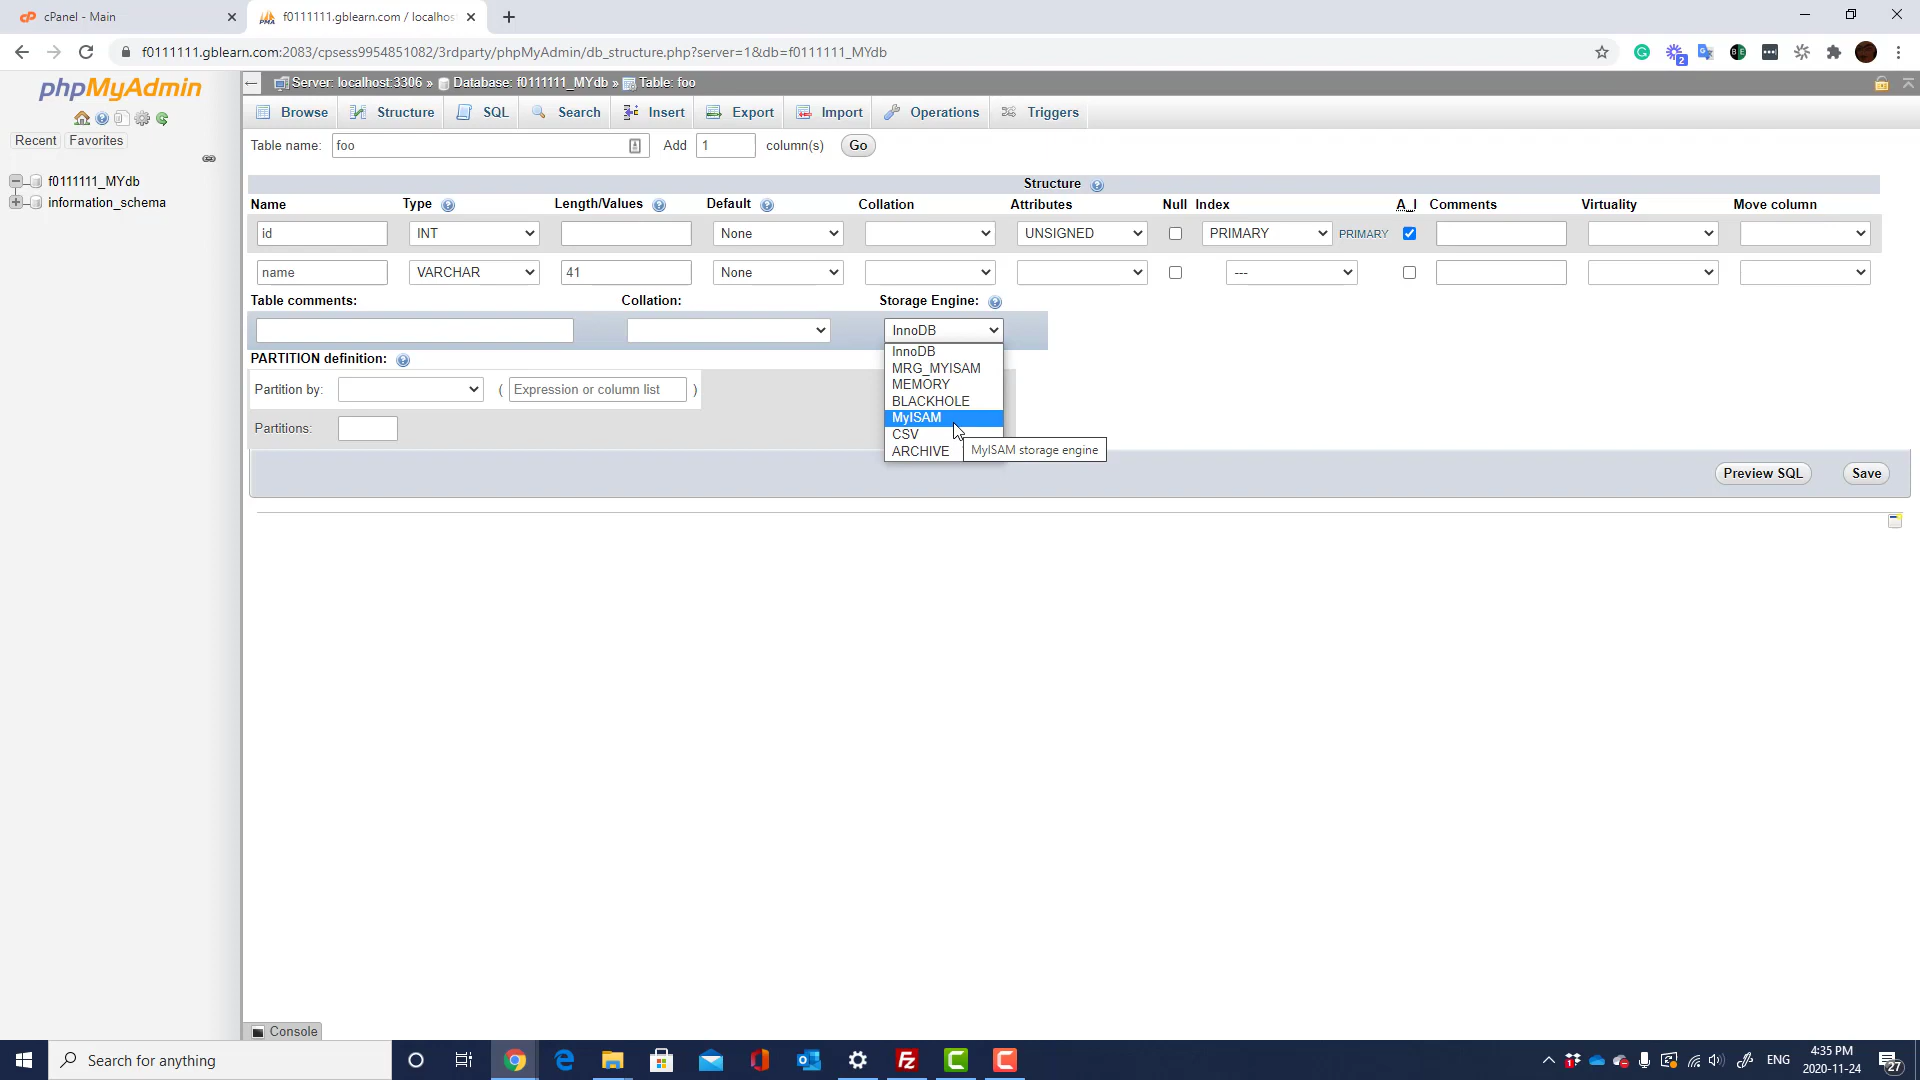 cPanel - Main
f0111111.gblearn.com / localhos
f0111111.gblearn.com:2083/cpsess9954851082/3rdparty/phpMyAdmin/db_structure.php?server=1&db=f0111111_MYdb
2
phpMyAdmin
Recent Favorites
f0111111_MYdb
information_schema
Server: localhost:3306 » Database: f0111111_MYdb » Table: foo
Browse Structure SQL Search Insert Export Import Operations Triggers
Table name: foo Add 1 column(s) Go
Structure
Name Type Length/Values Default Collation Attributes Null Index A_I Comments Virtuality Move column
id INT None UNSIGNED PRIMARY PRIMARY
name VARCHAR 41 None ---
Table comments: Collation: Storage Engine:
InnoDB
InnoDB
MRG_MYISAM
MEMORY
BLACKHOLE
MyISAM
CSV
ARCHIVE
MyISAM storage engine
PARTITION definition:
Partition by: ( Expression or column list )
Partitions:
Preview SQL Save
Console
Search for anything
ENG
4:35 PM
2020-11-24
27